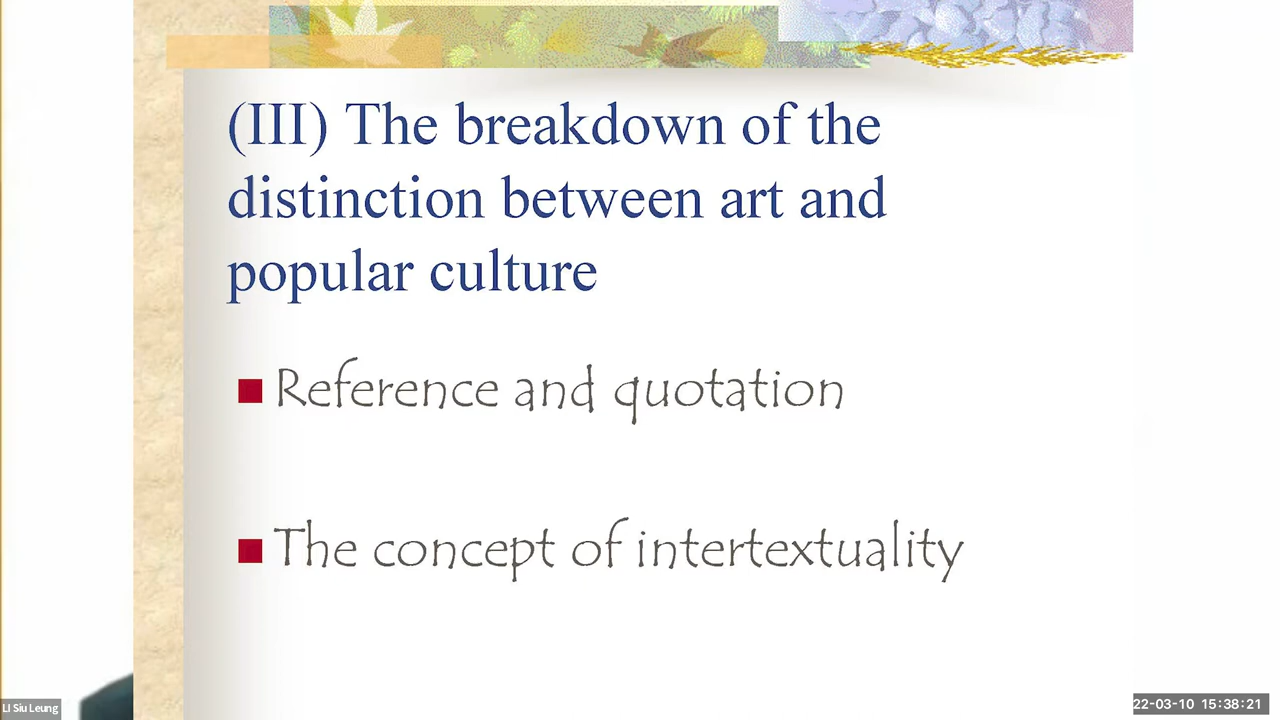 (III) The breakdown of the
distinction between art and
popular culture
Reference and quotation
The concept of intertextuality
LI Siu Leung
22-03-10 15:38:21